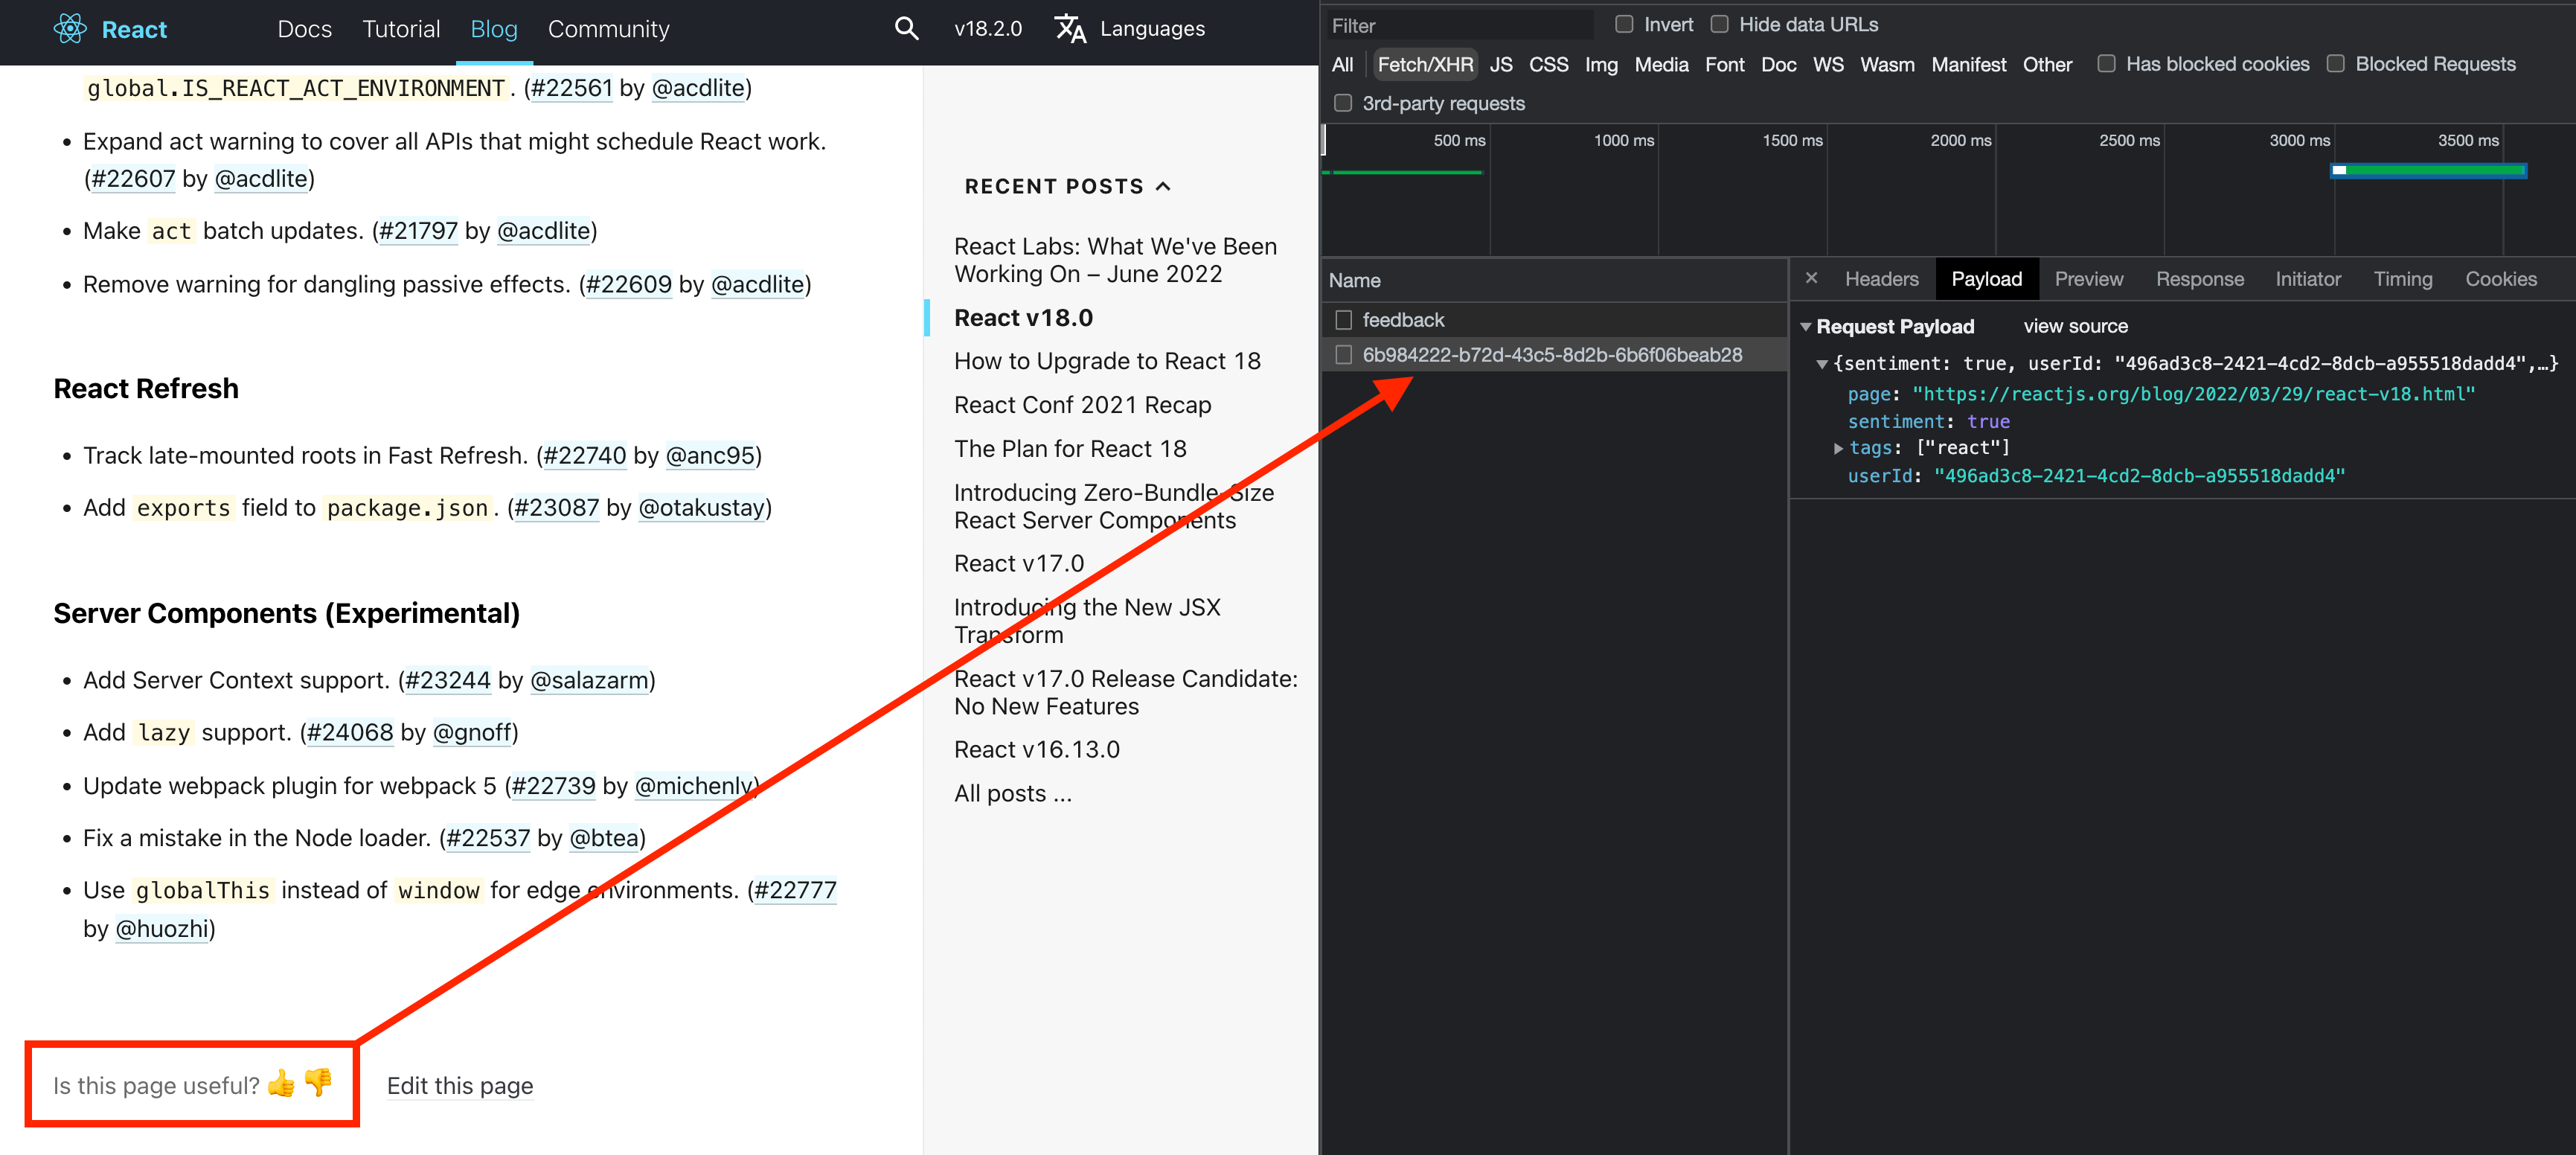 React
Docs Tutorial Blog Community
v18.2.0 Languages
global.IS_REACT_ACT_ENVIRONMENT. (#22561 by @acdlite)
Expand act warning to cover all APIs that might schedule React work.
(#22607 by @acdlite)
Make act batch updates. (#21797 by @acdlite)
Remove warning for dangling passive effects. (#22609 by @acdlite)
React Refresh
Track late-mounted roots in Fast Refresh. (#22740 by @anc95)
Add exports field to package.json. (#23087 by @otakustay)
Server Components (Experimental)
Add Server Context support. (#23244 by @salazarm)
Add lazy support. (#24068 by @gnoff)
Update webpack plugin for webpack 5 (#22739 by @michenly)
Fix a mistake in the Node loader. (#22537 by @btea)
Use globalThis instead of window for edge environments. (#22777
by @huozhi)
Is this page useful? 👍 👎 Edit this page
RECENT POSTS
React Labs: What We've Been
Working On – June 2022
React v18.0
How to Upgrade to React 18
React Conf 2021 Recap
The Plan for React 18
Introducing Zero-Bundle-Size
React Server Components
React v17.0
Introducing the New JSX
Transform
React v17.0 Release Candidate:
No New Features
React v16.13.0
All posts ...
Filter Invert Hide data URLs
All Fetch/XHR JS CSS Img Media Font Doc WS Wasm Manifest Other Has blocked cookies Blocked Requests
3rd-party requests
500 ms 1000 ms 1500 ms 2000 ms 2500 ms 3000 ms 3500 ms
Name
feedback
6b984222-b72d-43c5-8d2b-6b6f06beab28
× Headers Payload Preview Response Initiator Timing Cookies
Request Payload view source
{sentiment: true, userId: "496ad3c8-2421-4cd2-8dcb-a955518dadd4",…}
page: "https://reactjs.org/blog/2022/03/29/react-v18.html"
sentiment: true
tags: ["react"]
userId: "496ad3c8-2421-4cd2-8dcb-a955518dadd4"